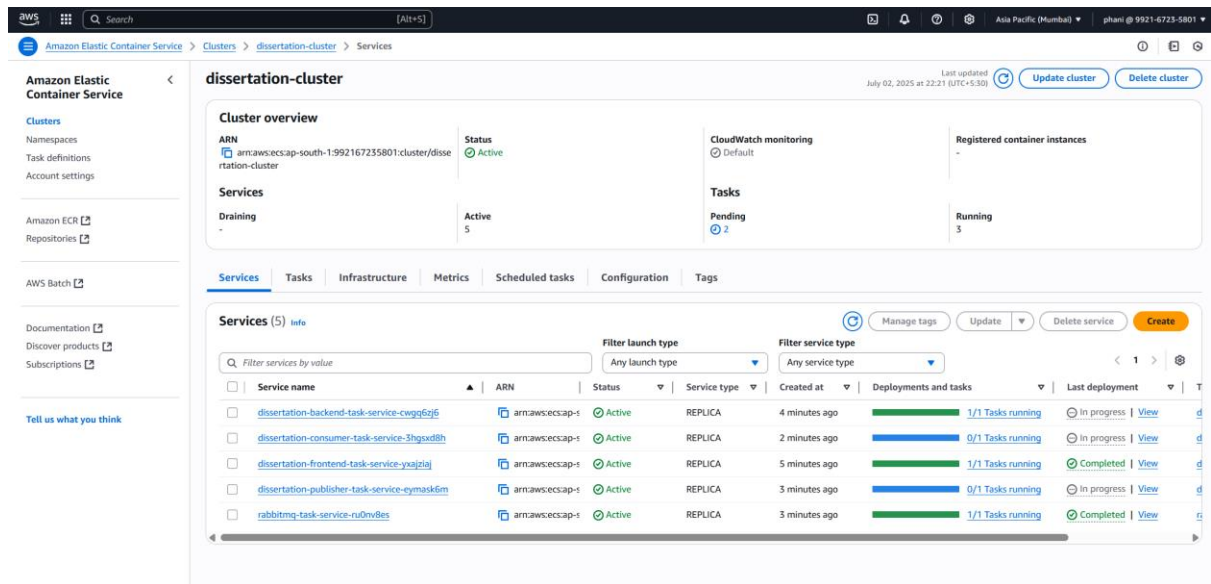 aws Search [Alt+S] Asia Pacific (Mumbai) phani @ 9921-6723-5801
Amazon Elastic Container Service > Clusters > dissertation-cluster > Services
Amazon Elastic Container Service
Clusters
Namespaces
Task definitions
Account settings
Amazon ECR
Repositories
AWS Batch
Documentation
Discover products
Subscriptions
Tell us what you think
dissertation-cluster
Last updated
July 02, 2025 at 22:21 (UTC+5:30)
Update cluster Delete cluster
Cluster overview
ARN Status CloudWatch monitoring Registered container instances
arn:aws:ecs:ap-south-1:992167235801:cluster/disse Active Default -
rtation-cluster
Services Tasks
Draining Active Pending Running
- 5 2 3
Services Tasks Infrastructure Metrics Scheduled tasks Configuration Tags
Services (5) Info Manage tags Update Delete service Create
Filter launch type Filter service type
Filter services by value Any launch type Any service type < 1 >
Service name ARN Status Service type Created at Deployments and tasks Last deployment T
dissertation-backend-task-service-cwgq6zj6 arn:aws:ecs:ap-s Active REPLICA 4 minutes ago 1/1 Tasks running In progress | View d
dissertation-consumer-task-service-3hgsxd8h arn:aws:ecs:ap-s Active REPLICA 2 minutes ago 0/1 Tasks running In progress | View d
dissertation-frontend-task-service-yxajziaj arn:aws:ecs:ap-s Active REPLICA 5 minutes ago 1/1 Tasks running Completed | View d
dissertation-publisher-task-service-eymask6m arn:aws:ecs:ap-s Active REPLICA 3 minutes ago 0/1 Tasks running In progress | View d
rabbitmq-task-service-ru0nv8es arn:aws:ecs:ap-s Active REPLICA 3 minutes ago 1/1 Tasks running Completed | View